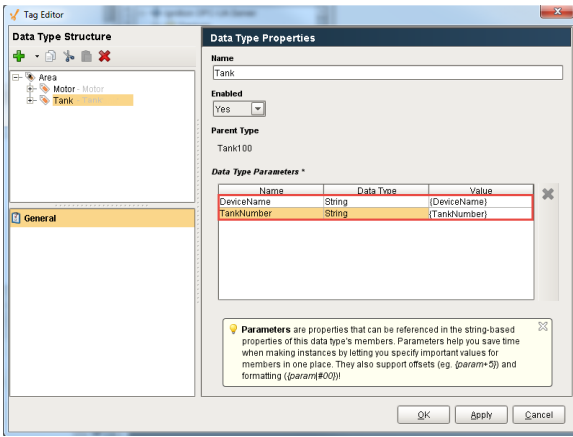 Tag Editor
Data Type Structure
Area
Motor - Motor
Tank - Tank
General
Data Type Properties
Name
Tank
Enabled
Yes
Parent Type
Tank100
Data Type Parameters *
Name Data Type Value
DeviceName String {DeviceName}
TankNumber String {TankNumber}
Parameters are properties that can be referenced in the string-based
properties of this data type's members. Parameters help you save time
when making instances by letting you specify important values for
members in one place. They also support offsets (eg. {param+5}) and
formatting ({param|#00})!
OK Apply Cancel